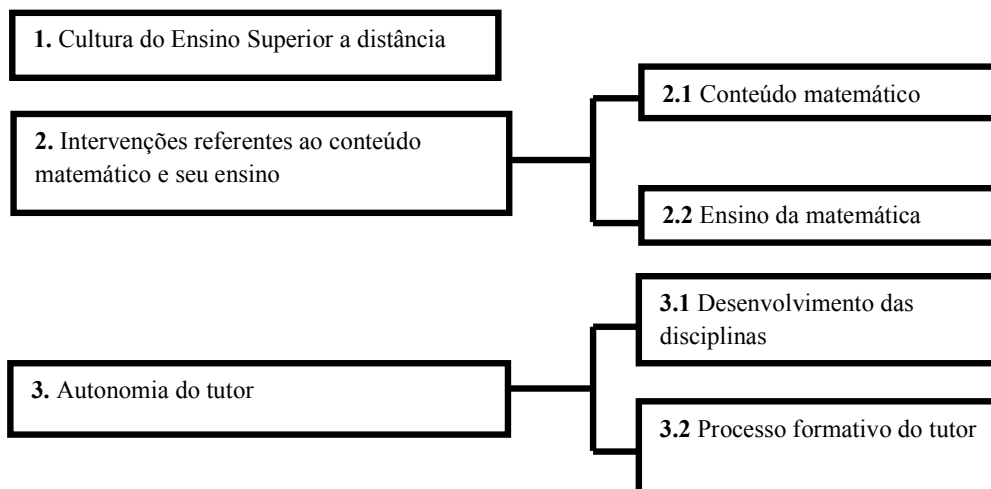 1. Cultura do Ensino Superior a distância
2. Intervenções referentes ao conteúdo
matemático e seu ensino
2.1 Conteúdo matemático
2.2 Ensino da matemática
3. Autonomia do tutor
3.1 Desenvolvimento das
disciplinas
3.2 Processo formativo do tutor